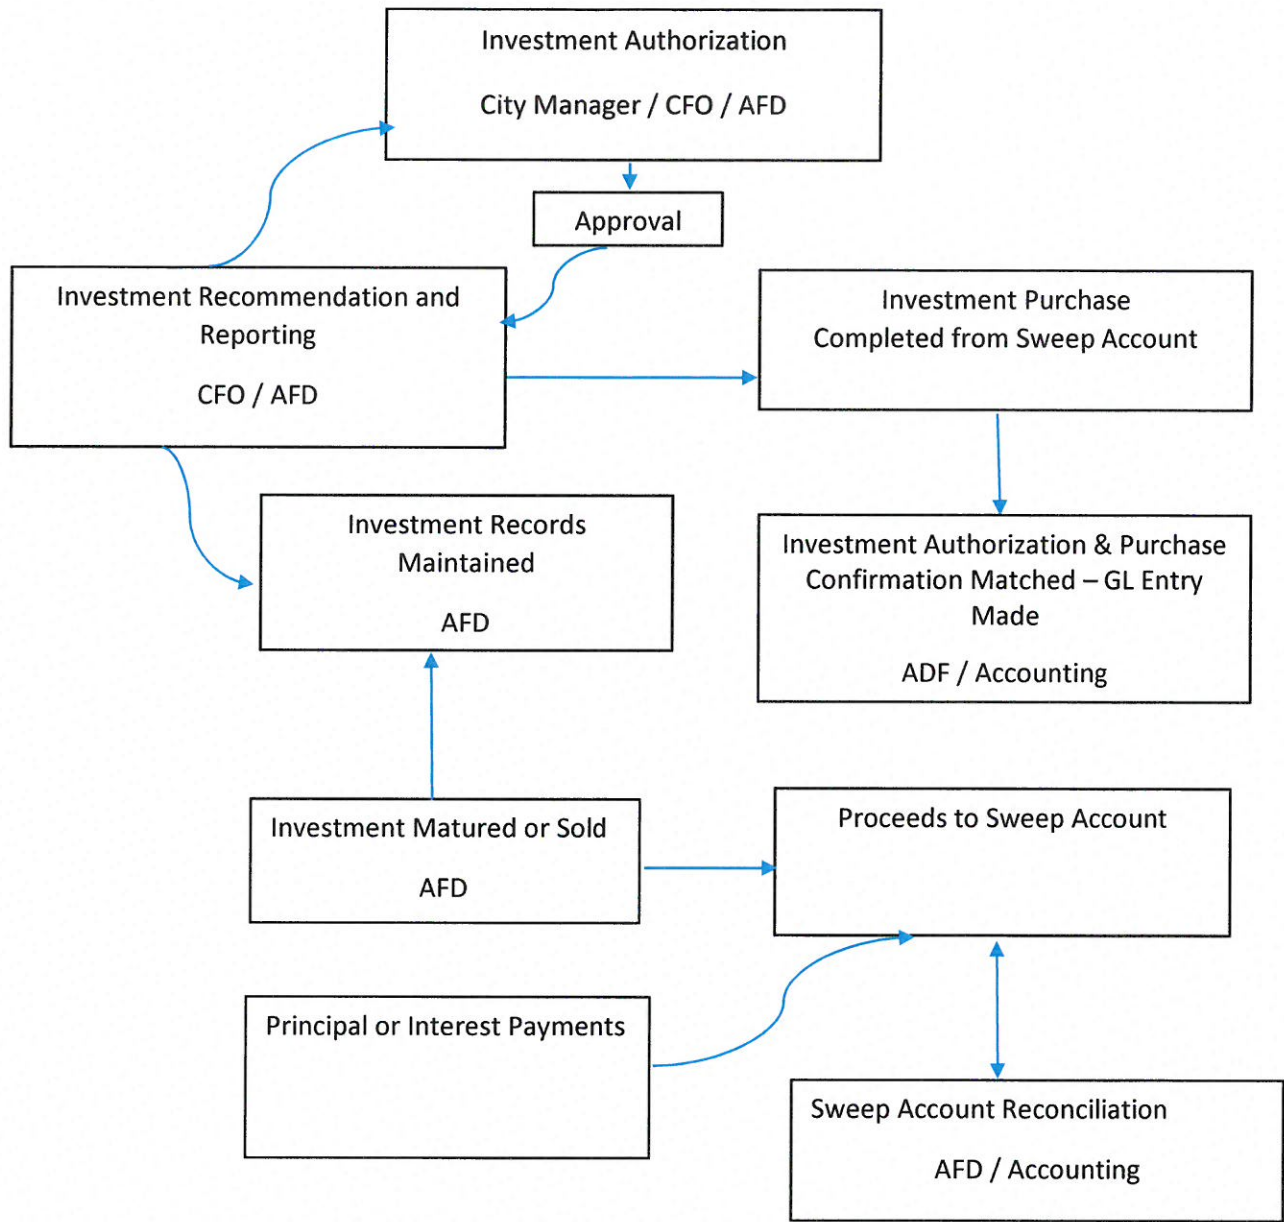 Investment Authorization
City Manager / CFO / AFD
Approval
Investment Recommendation and
Reporting
CFO / AFD
Investment Purchase
Completed from Sweep Account
Investment Records
Maintained
AFD
Investment Authorization & Purchase
Confirmation Matched – GL Entry
Made
ADF / Accounting
Investment Matured or Sold
AFD
Proceeds to Sweep Account
Principal or Interest Payments
Sweep Account Reconciliation
AFD / Accounting